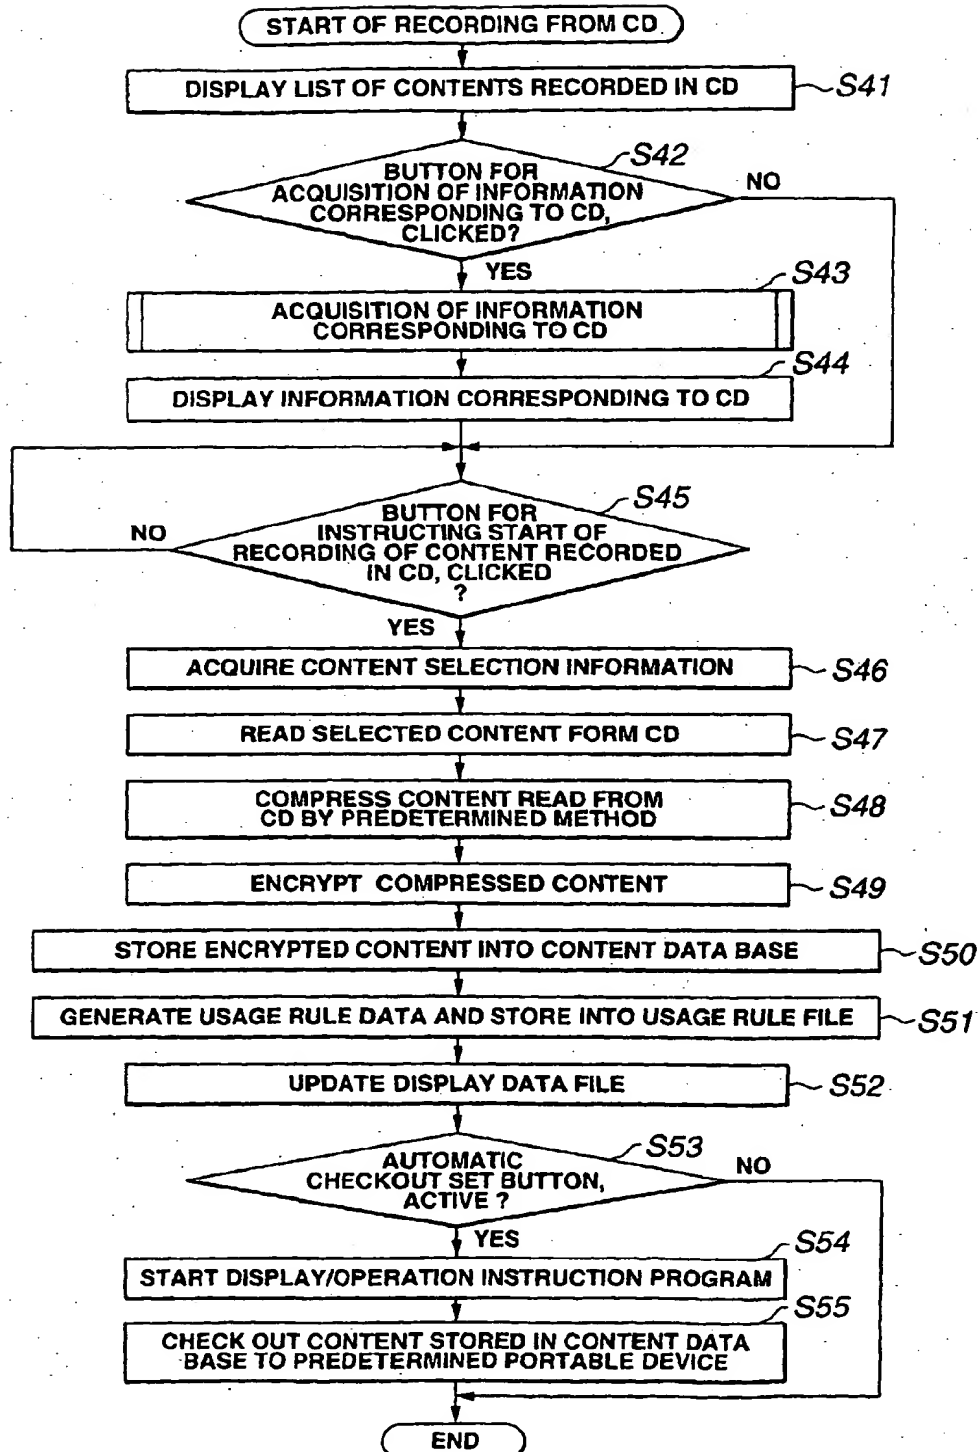 START OF RECORDING FROM CD
DISPLAY LIST OF CONTENTS RECORDED IN CD
S41
S42
BUTTON FOR
ACQUISITION OF INFORMATION
CORRESPONDING TO CD,
CLICKED?
NO
YES
S43
ACQUISITION OF INFORMATION
CORRESPONDING TO CD
S44
DISPLAY INFORMATION CORRESPONDING TO CD
S45
BUTTON FOR
INSTRUCTING START OF
RECORDING OF CONTENT RECORDED
IN CD, CLICKED
?
NO
YES
ACQUIRE CONTENT SELECTION INFORMATION
S46
READ SELECTED CONTENT FORM CD
S47
COMPRESS CONTENT READ FROM
CD BY PREDETERMINED METHOD
S48
ENCRYPT COMPRESSED CONTENT
S49
STORE ENCRYPTED CONTENT INTO CONTENT DATA BASE
S50
GENERATE USAGE RULE DATA AND STORE INTO USAGE RULE FILE
S51
UPDATE DISPLAY DATA FILE
S52
S53
AUTOMATIC
CHECKOUT SET BUTTON,
ACTIVE ?
NO
YES
S54
START DISPLAY/OPERATION INSTRUCTION PROGRAM
S55
CHECK OUT CONTENT STORED IN CONTENT DATA
BASE TO PREDETERMINED PORTABLE DEVICE
END